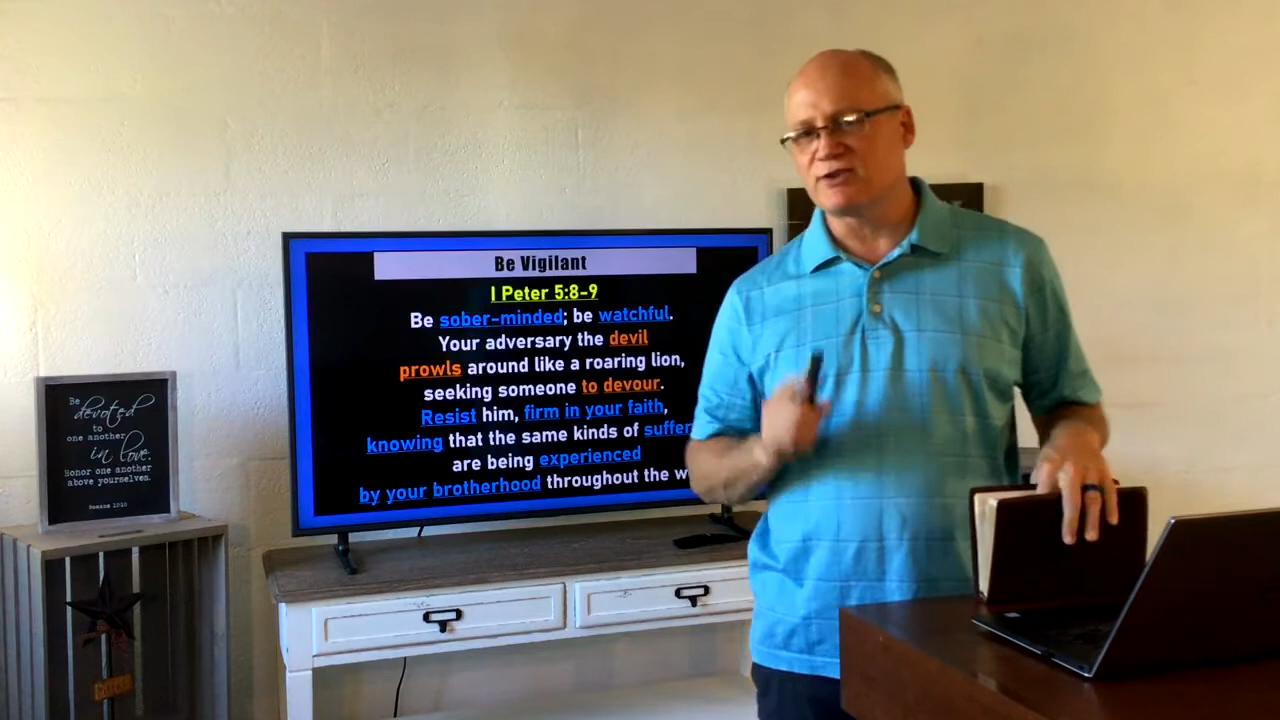 Be
devoted
to
one another
in love.
Honor one another
above yourselves.
Romans 12:10
Be Vigilant
I Peter 5:8-9
Be sober-minded; be watchful.
Your adversary the devil
prowls around like a roaring lion,
seeking someone to devour.
Resist him, firm in your faith,
knowing that the same kinds of suffer
are being experienced
by your brotherhood throughout the w